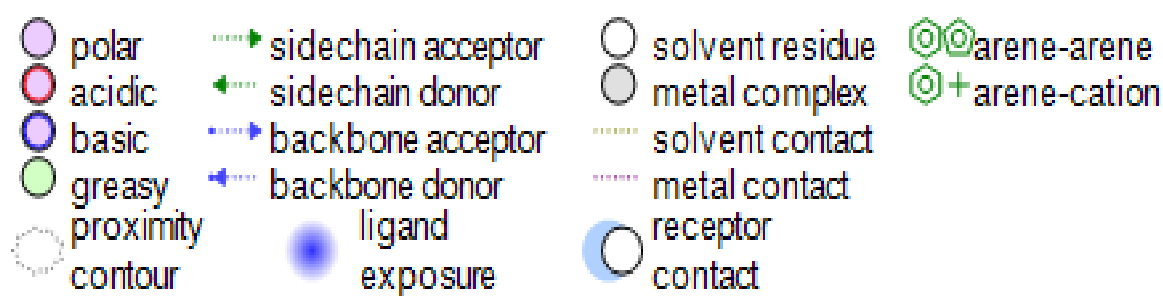 polar sidechain acceptor solvent residue arene-arene
acidic sidechain donor metal complex arene-cation
basic backbone acceptor solvent contact
greasy backbone donor metal contact
proximity ligand receptor
contour exposure contact